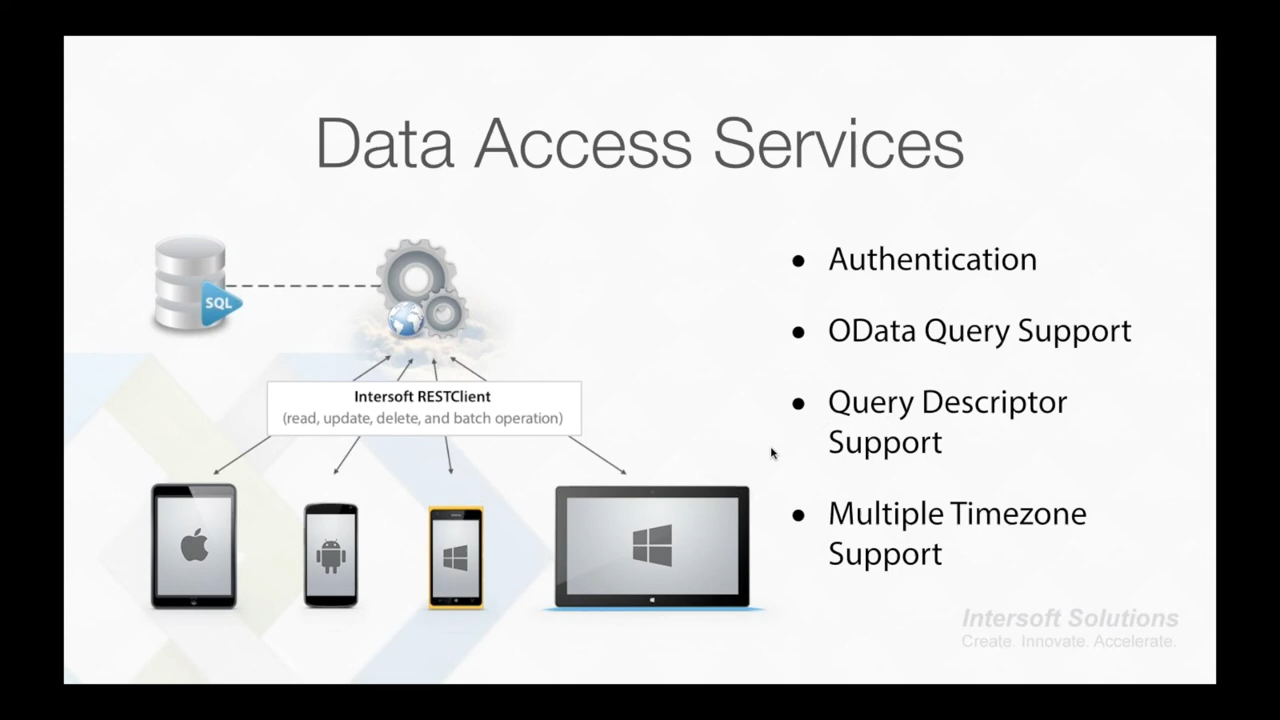 Data Access Services
SQL
Intersoft RESTClient
(read, update, delete, and batch operation)
• Authentication
• OData Query Support
• Query Descriptor
Support
• Multiple Timezone
Support
Intersoft Solutions
Create. Innovate. Accelerate.